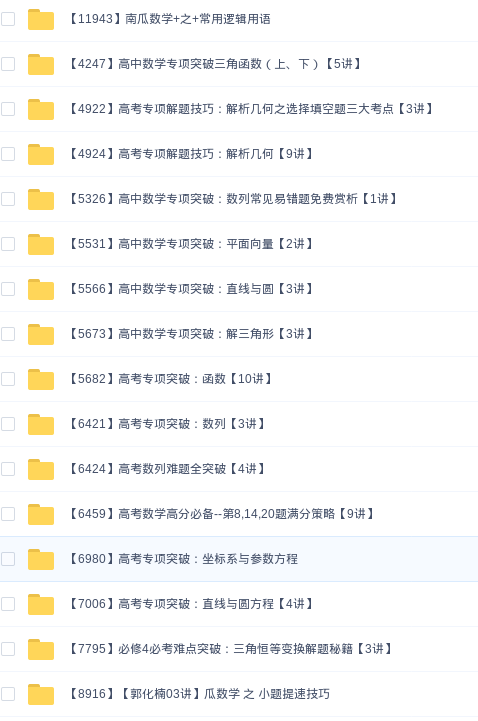 【11943】南瓜数学+之+常用逻辑用语
【4247】高中数学专项突破三角函数（上、下）【5讲】
【4922】高考专项解题技巧：解析几何之选择填空题三大考点【3讲】
【4924】高考专项解题技巧：解析几何【9讲】
【5326】高中数学专项突破：数列常见易错题免费赏析【1讲】
【5531】高中数学专项突破：平面向量【2讲】
【5566】高中数学专项突破：直线与圆【3讲】
【5673】高中数学专项突破：解三角形【3讲】
【5682】高考专项突破：函数【10讲】
【6421】高考专项突破：数列【3讲】
【6424】高考数列难题全突破【4讲】
【6459】高考数学高分必备--第8,14,20题满分策略【9讲】
【6980】高考专项突破：坐标系与参数方程
【7006】高考专项突破：直线与圆方程【4讲】
【7795】必修4必考难点突破：三角恒等变换解题秘籍【3讲】
【8916】【郭化楠03讲】瓜数学 之 小题提速技巧